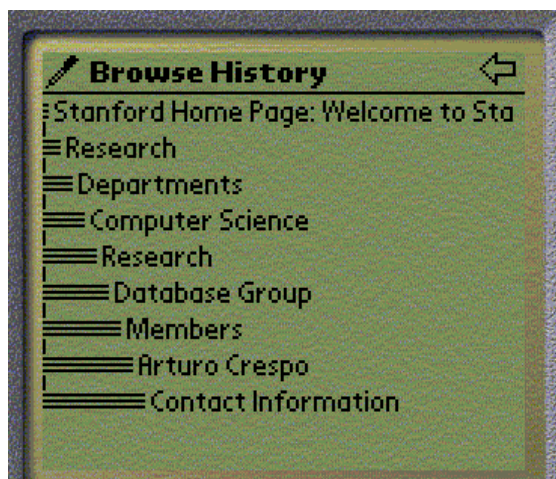 Browse History
Stanford Home Page: Welcome to Sta
Research
Departments
Computer Science
Research
Database Group
Members
Arturo Crespo
Contact Information